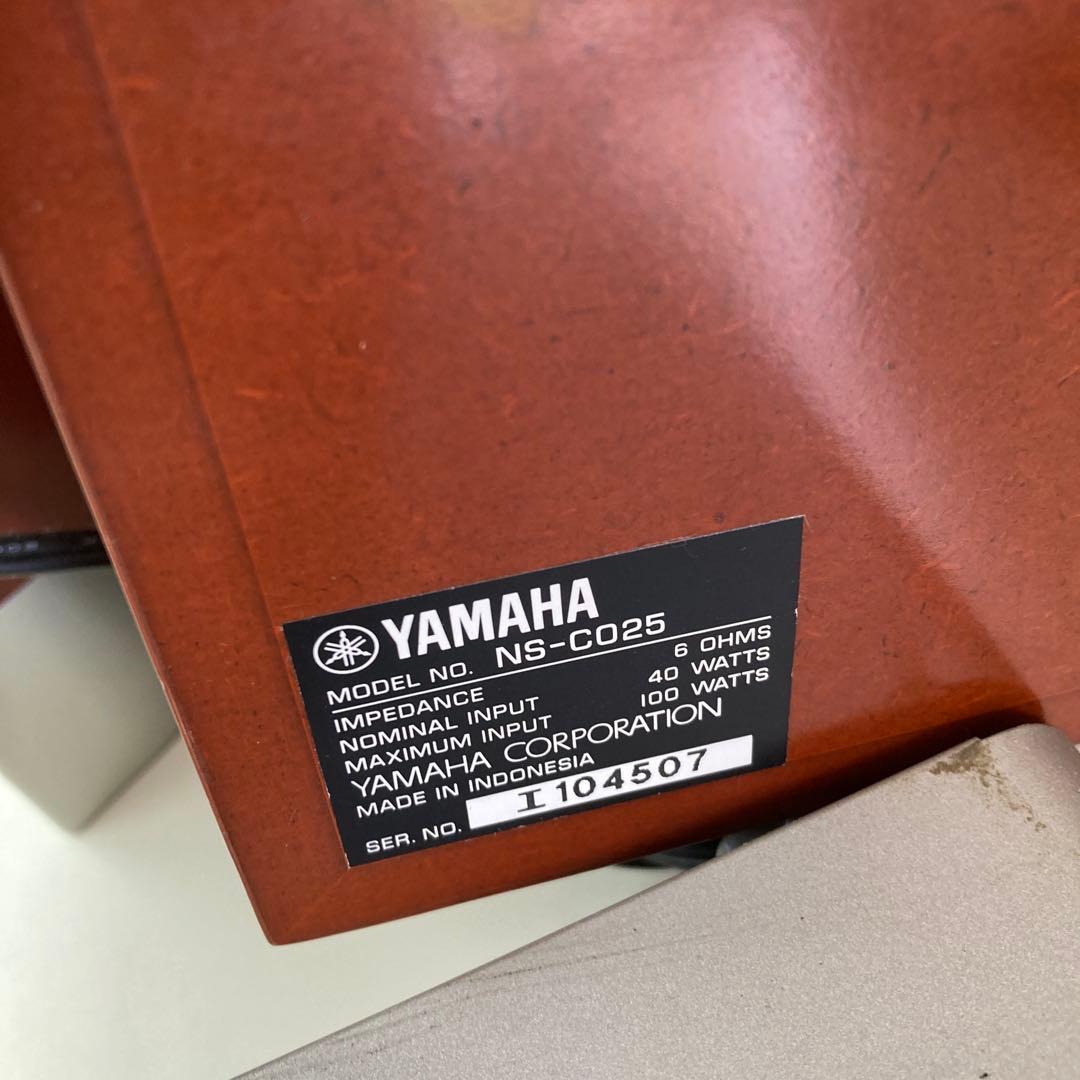 YAMAHA
MODEL NO. NS-C025
IMPEDANCE 6 OHMS
NOMINAL INPUT 40 WATTS
MAXIMUM INPUT 100 WATTS
YAMAHA CORPORATION
MADE IN INDONESIA
SER. NO. I104507